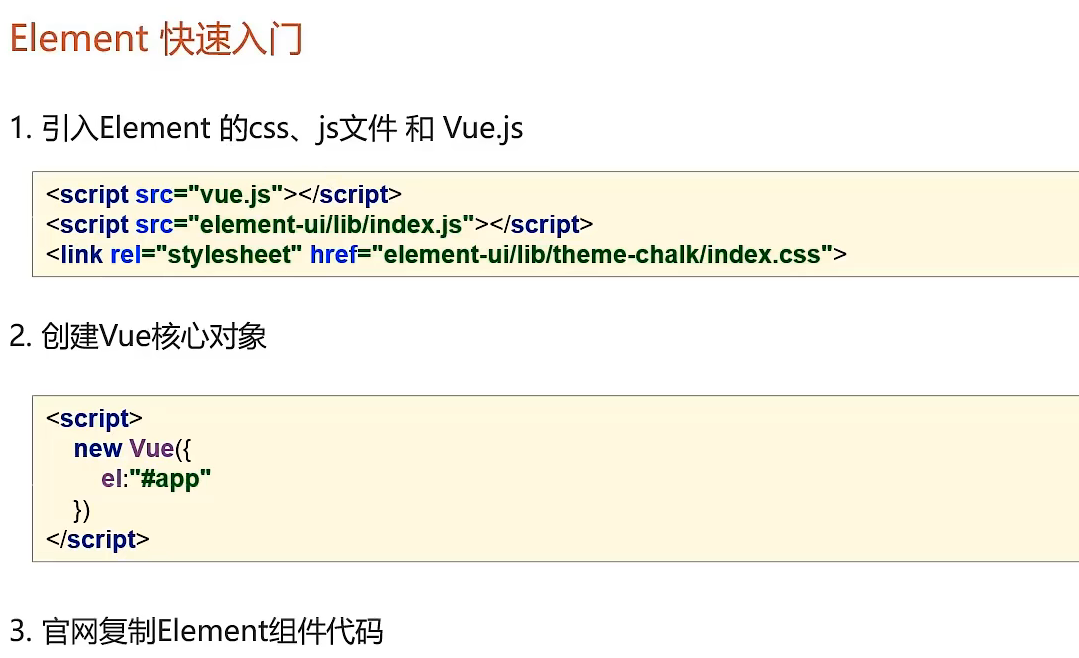 Element 快速入门
1. 引入Element 的css、js文件 和 Vue.js
<script src="vue.js"></script>
<script src="element-ui/lib/index.js"></script>
<link rel="stylesheet" href="element-ui/lib/theme-chalk/index.css">
2. 创建Vue核心对象
<script>
new Vue({
el:"#app"
})
</script>
3. 官网复制Element组件代码